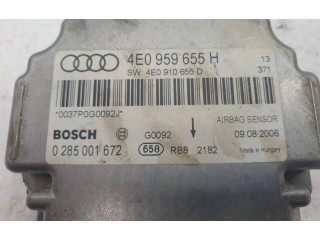 4E0 959 655 H
13
SW. 4E0 910 655 D
371
*0037P0G0092J*
AIRBAG SENSOR
BOSCH
G0092
09.08.2006
0 285 001 672
658
RB8
2182
Made in Hungary